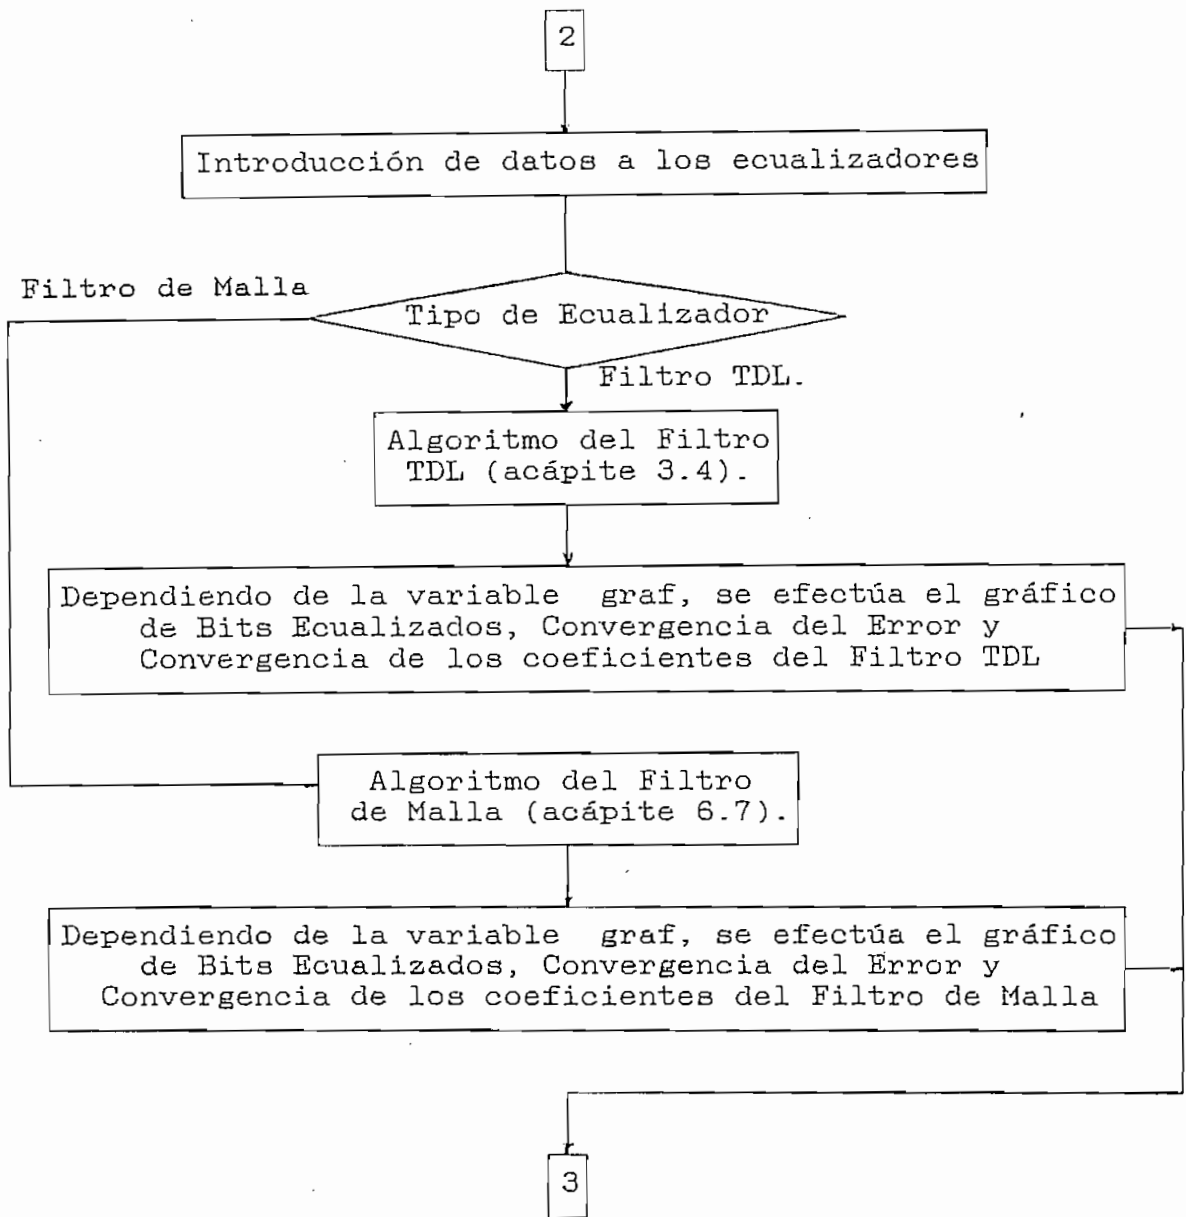 2
Introducción de datos a los ecualizadores
Filtro de Malla
Tipo de Ecualizador
Filtro TDL.
Algoritmo del Filtro
TDL (acápite 3.4).
Dependiendo de la variable graf, se efectúa el gráfico
de Bits Ecualizados, Convergencia del Error y
Convergencia de los coeficientes del Filtro TDL
Algoritmo del Filtro
de Malla (acápite 6.7).
Dependiendo de la variable graf, se efectúa el gráfico
de Bits Ecualizados, Convergencia del Error y
Convergencia de los coeficientes del Filtro de Malla
3